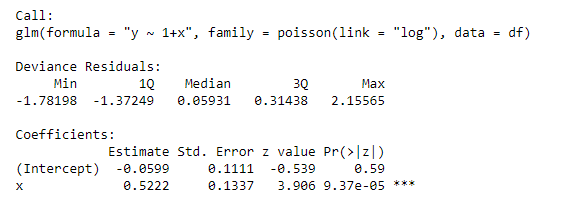 Call:
glm(formula = "y ~ 1+x", family = poisson(link = "log"), data = df)
Deviance Residuals:
Min 1Q Median 3Q Max
-1.78198 -1.37249 0.05931 0.31438 2.15565
Coefficients:
Estimate Std. Error z value Pr(>|z|)
(Intercept) -0.0599 0.1111 -0.539 0.59
x 0.5222 0.1337 3.906 9.37e-05 ***